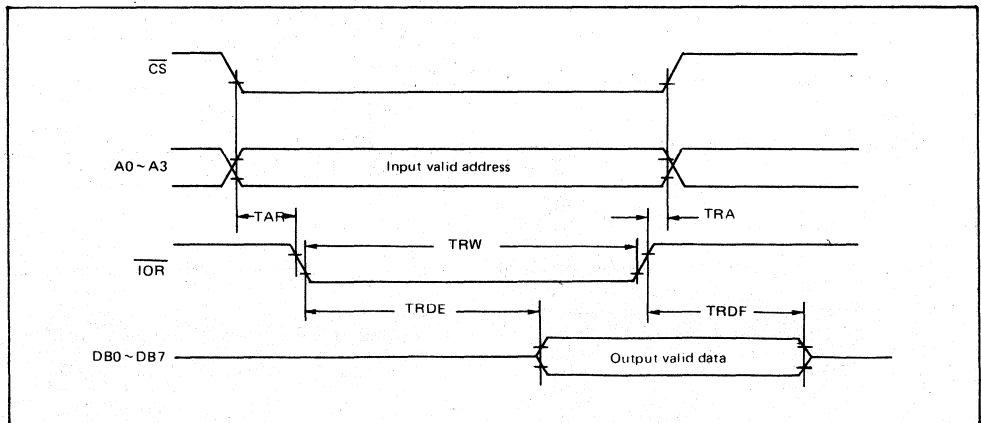 CS
A0~A3
Input valid address
TAR
TRA
TRW
IOR
TRDE
TRDF
DB0~DB7
Output valid data